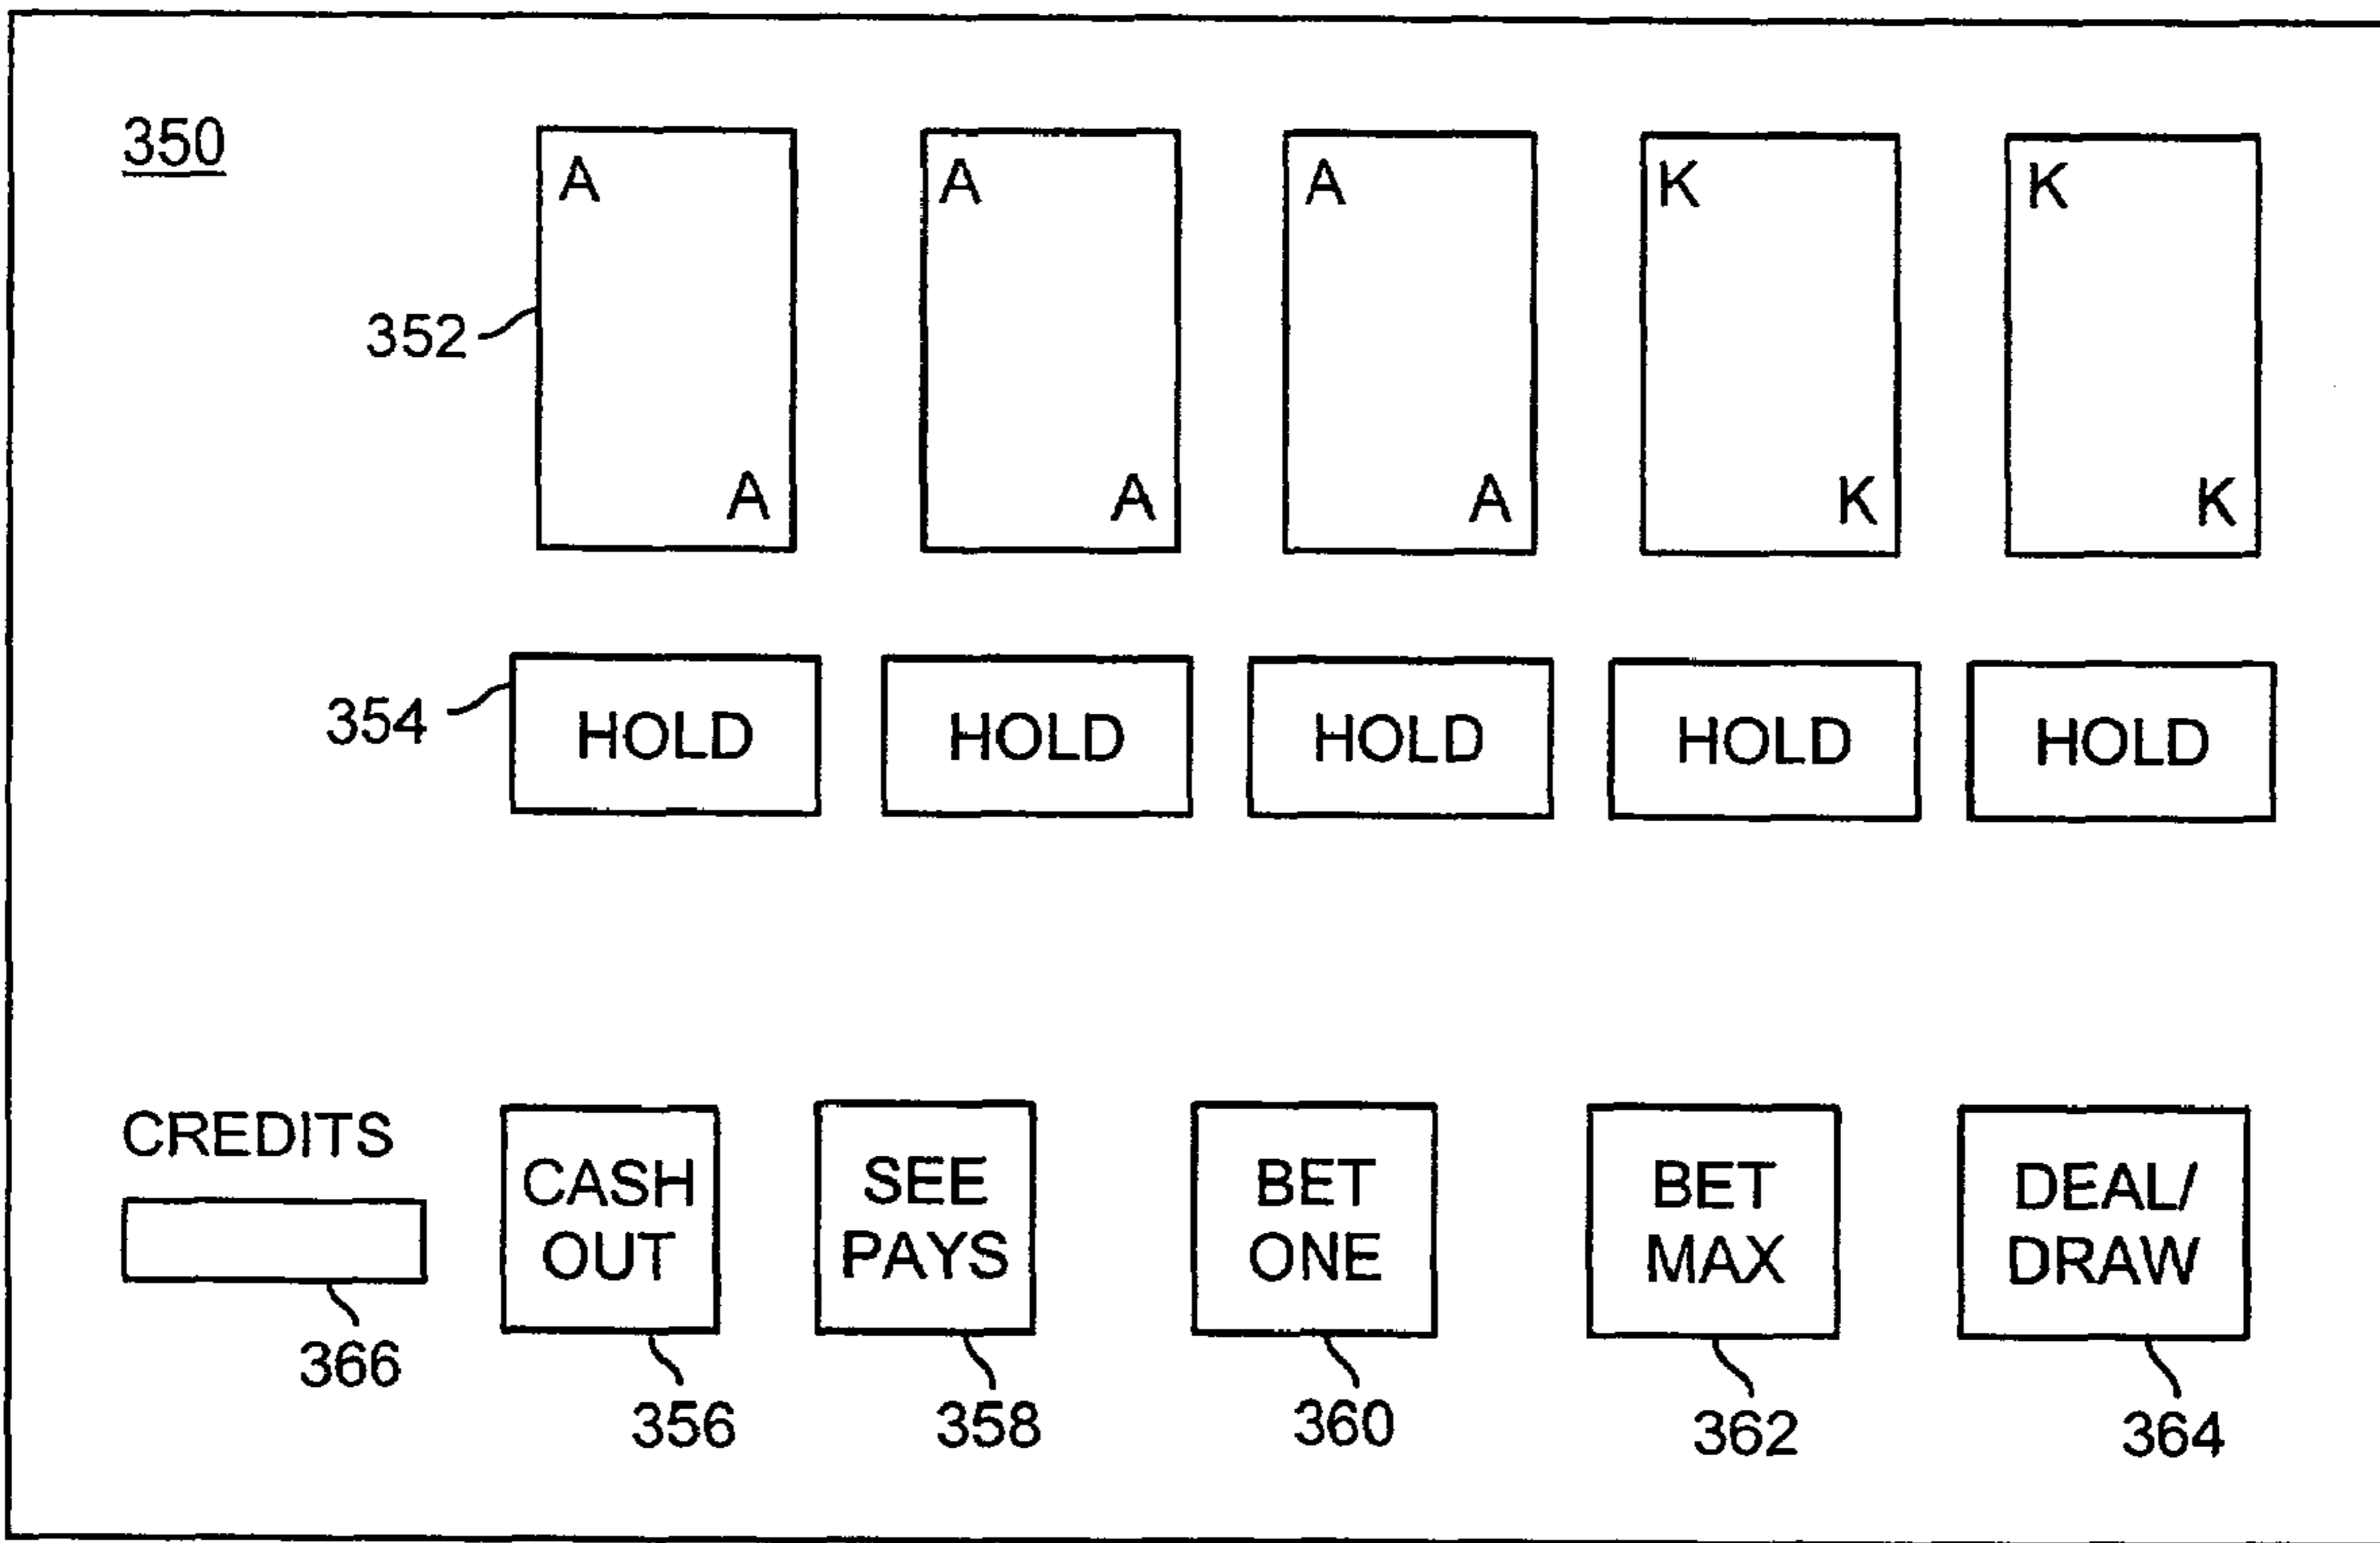 350
A A A K K
352
A A A K K
354
HOLD HOLD HOLD HOLD HOLD
CREDITS
CASH OUT
SEE PAYS
BET ONE
BET MAX
DEAL/
DRAW
366
356 358 360 362 364